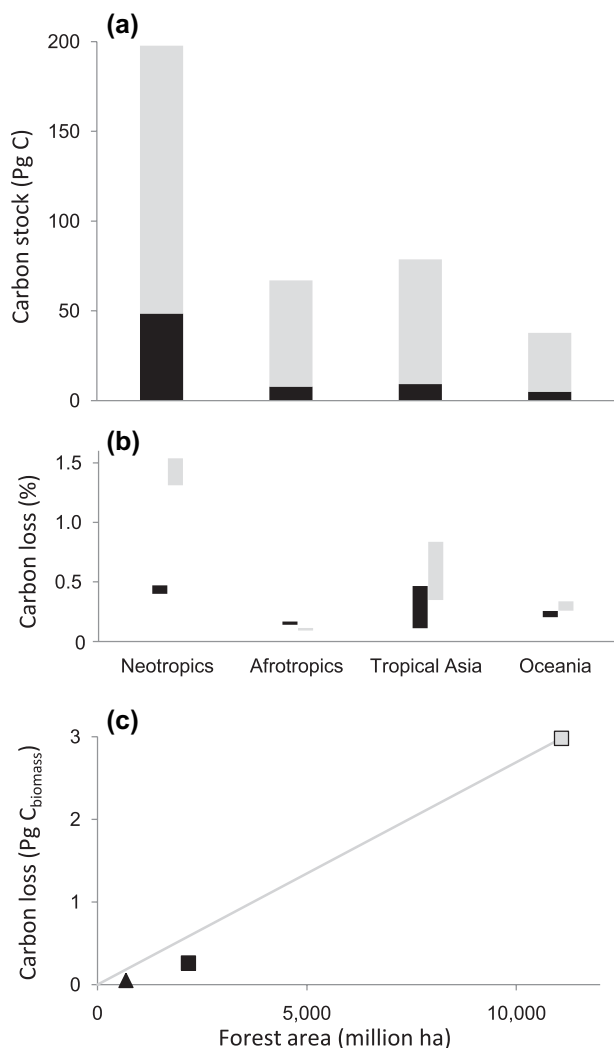 (a)
Carbon stock (Pg C)
200
150
100
50
0
(b)
Carbon loss (%)
1.5
1.0
0.5
0
Neotropics Afrotropics Tropical Asia Oceania
(c)
Carbon loss (Pg Cbiomass)
3
2
1
0
0 5,000 10,000
Forest area (million ha)